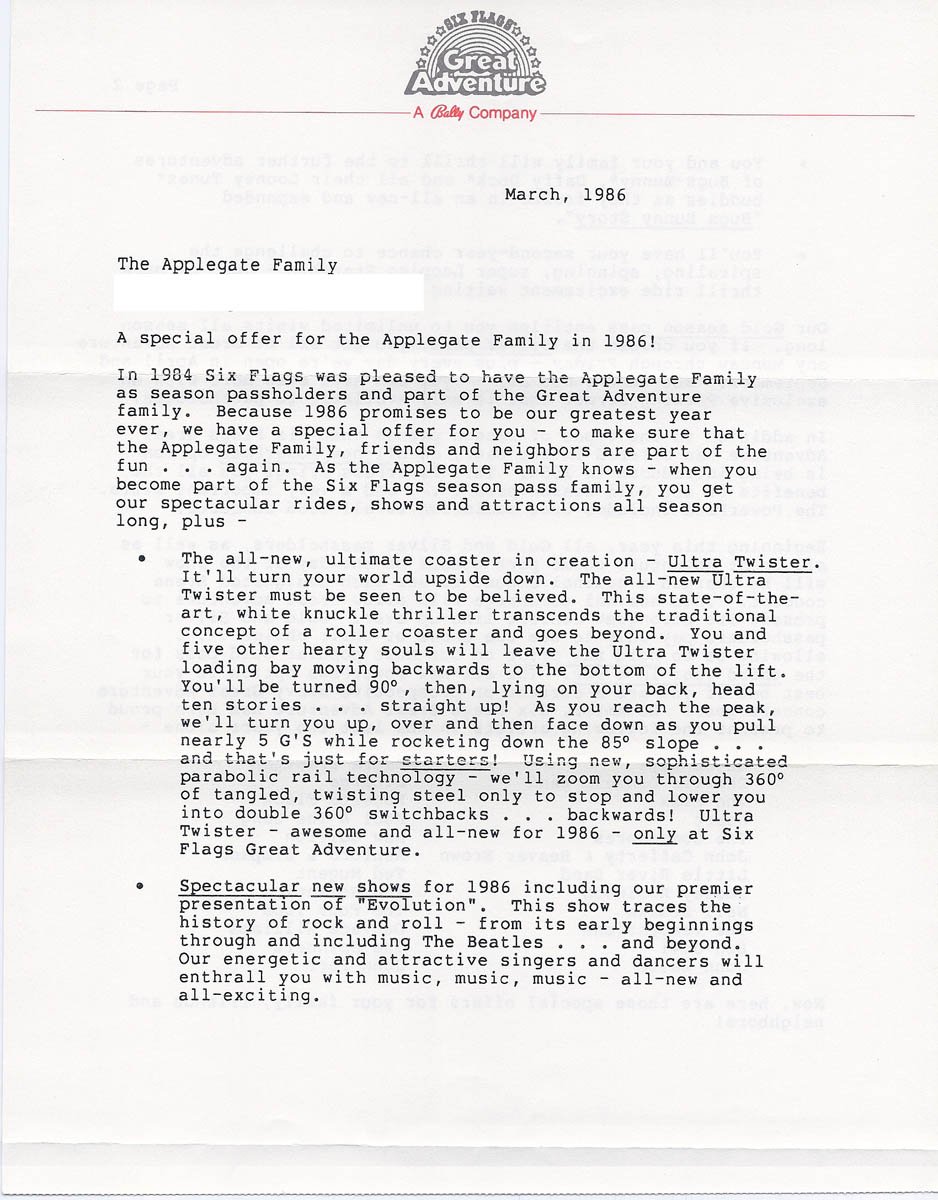 SIX FLAGS
Great
Adventure
A Bally Company
March, 1986
The Applegate Family
A special offer for the Applegate Family in 1986!
In 1984 Six Flags was pleased to have the Applegate Family
as season passholders and part of the Great Adventure
family.  Because 1986 promises to be our greatest year
ever, we have a special offer for you - to make sure that
the Applegate Family, friends and neighbors are part of the
fun . . . again.  As the Applegate Family knows - when you
become part of the Six Flags season pass family, you get
our spectacular rides, shows and attractions all season
long, plus -
• The all-new, ultimate coaster in creation - Ultra Twister.
It'll turn your world upside down.  The all-new Ultra
Twister must be seen to be believed.  This state-of-the-
art, white knuckle thriller transcends the traditional
concept of a roller coaster and goes beyond.  You and
five other hearty souls will leave the Ultra Twister
loading bay moving backwards to the bottom of the lift.
You'll be turned 90º, then, lying on your back, head
ten stories . . . straight up!  As you reach the peak,
we'll turn you up, over and then face down as you pull
nearly 5 G'S while rocketing down the 85º slope . . .
and that's just for starters!  Using new, sophisticated
parabolic rail technology - we'll zoom you through 360º
of tangled, twisting steel only to stop and lower you
into double 360º switchbacks . . . backwards!  Ultra
Twister - awesome and all-new for 1986 - only at Six
Flags Great Adventure.
• Spectacular new shows for 1986 including our premier
presentation of "Evolution".  This show traces the
history of rock and roll - from its early beginnings
through and including The Beatles . . . and beyond.
Our energetic and attractive singers and dancers will
enthrall you with music, music, music - all-new and
all-exciting.